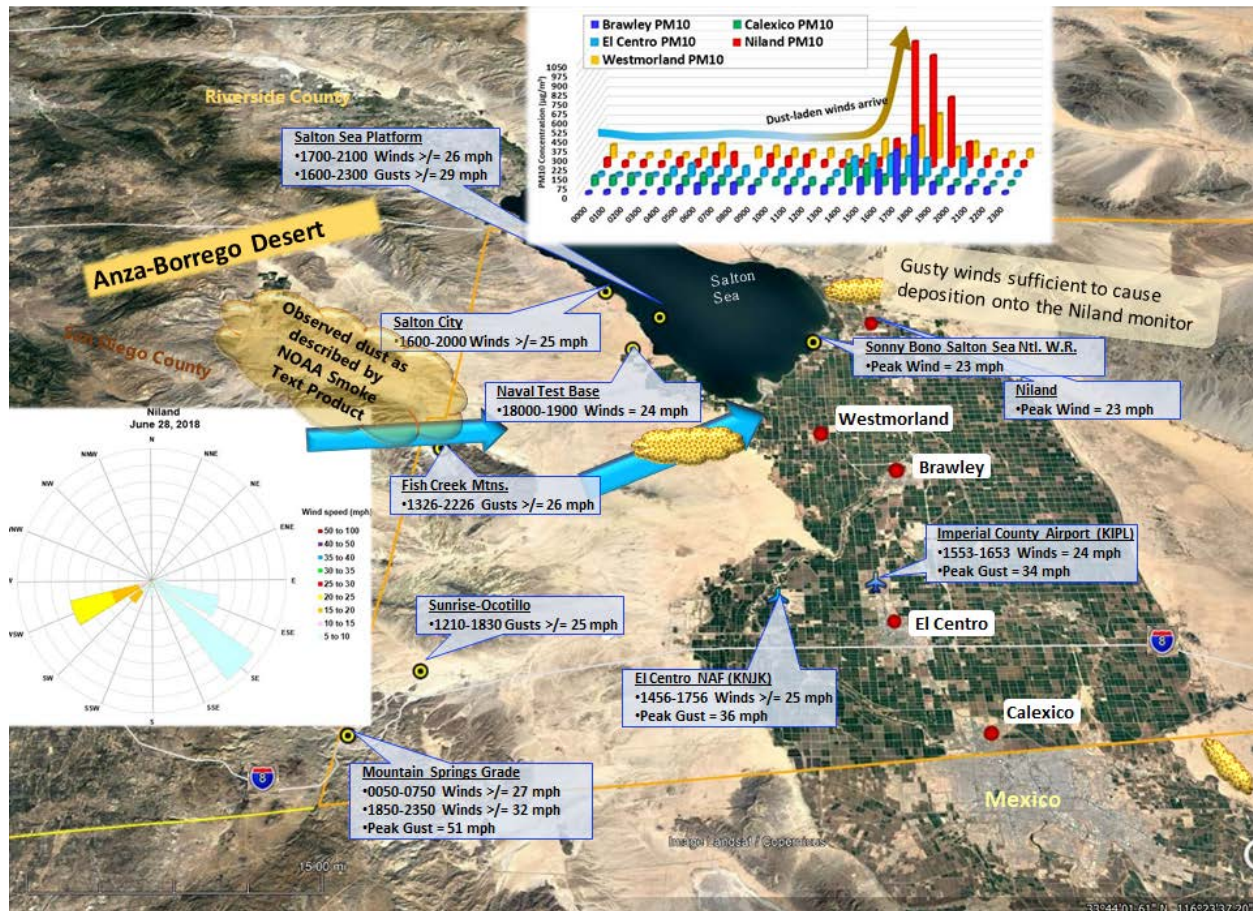 Brawley PM10
Calexico PM10
El Centro PM10
Niland PM10
Westmorland PM10
Dust-laden winds arrive
PM10 Concentration (µg/m³)
1050
975
900
825
750
675
600
525
450
375
300
225
150
75
0
0000
0100
0200
0300
0400
0500
0600
0700
0800
0900
1000
1100
1200
1300
1400
1500
1600
1700
1800
1900
2000
2100
2200
2300
Riverside County
Salton Sea Platform
•1700-2100 Winds >/= 26 mph
•1600-2300 Gusts >/= 29 mph
Anza-Borrego Desert
San Diego County
Observed dust as
described by
NOAA Smoke
Text Product
Salton
Sea
Gusty winds sufficient to cause
deposition onto the Niland monitor
Salton City
•1600-2000 Winds >/= 25 mph
Sonny Bono Salton Sea Ntl. W.R.
•Peak Wind = 23 mph
Naval Test Base
•18000-1900 Winds = 24 mph
Niland
•Peak Wind = 23 mph
Westmorland
Brawley
Fish Creek Mtns.
•1326-2226 Gusts >/= 26 mph
Niland
June 28, 2018
N
NNE
NE
ENE
E
ESE
SE
SSE
S
SSW
SW
WSW
W
WNW
NW
NNW
Wind speed (mph)
50 to 100
40 to 50
35 to 40
30 to 35
25 to 30
20 to 25
15 to 20
10 to 15
5 to 10
Imperial County Airport (KIPL)
•1553-1653 Winds = 24 mph
•Peak Gust = 34 mph
Sunrise-Ocotillo
•1210-1830 Gusts >/= 25 mph
El Centro
8
El Centro NAF (KNJK)
•1456-1756 Winds >/= 25 mph
•Peak Gust = 36 mph
Calexico
8
Mountain Springs Grade
•0050-0750 Winds >/= 27 mph
•1850-2350 Winds >/= 32 mph
•Peak Gust = 51 mph
Mexico
Image Landsat / Copernicus
15.00 mi
33°44'01.61" N 116°23'37.20"